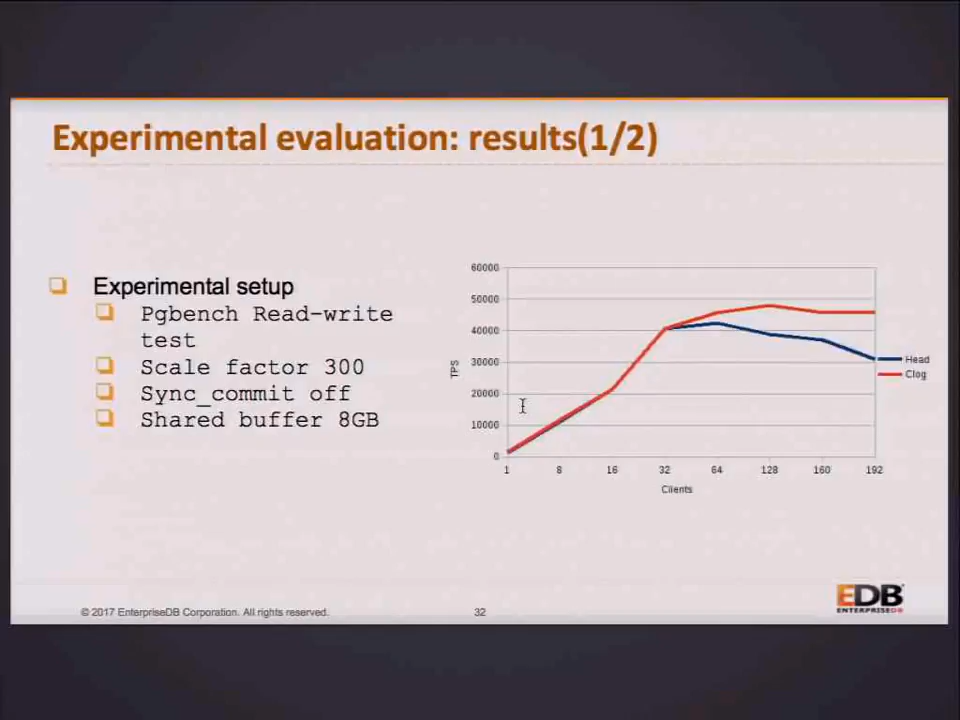 Experimental evaluation: results(1/2)
Experimental setup
Pgbench Read-write
test
Scale factor 300
Sync_commit off
Shared buffer 8GB
60000
50000
40000
30000
20000
10000
0
TPS
1 8 16 32 64 128 160 192
Clients
Head
Clog
© 2017 EnterpriseDB Corporation. All rights reserved.
32
EDB
ENTERPRISEDB